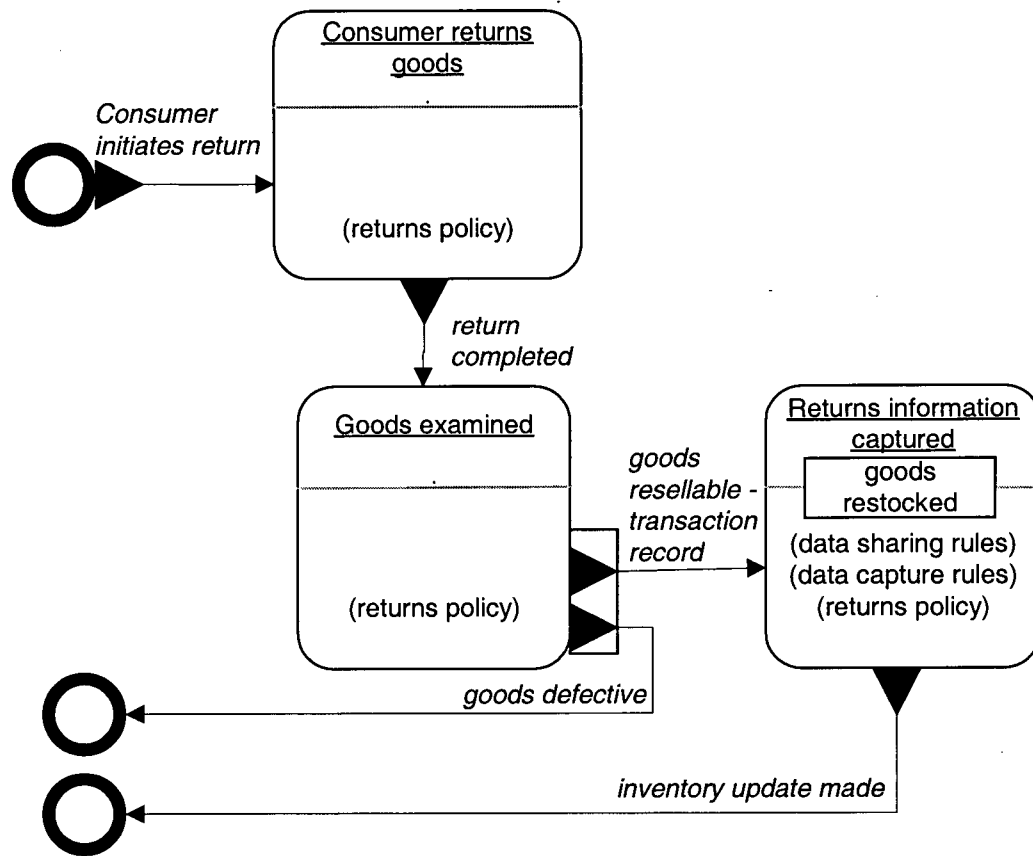 Consumer returns
goods
Consumer
initiates return
(returns policy)
return
completed
Goods examined
(returns policy)
goods
resellable -
transaction
record
Returns information
captured
goods
restocked
(data sharing rules)
(data capture rules)
(returns policy)
goods defective
inventory update made